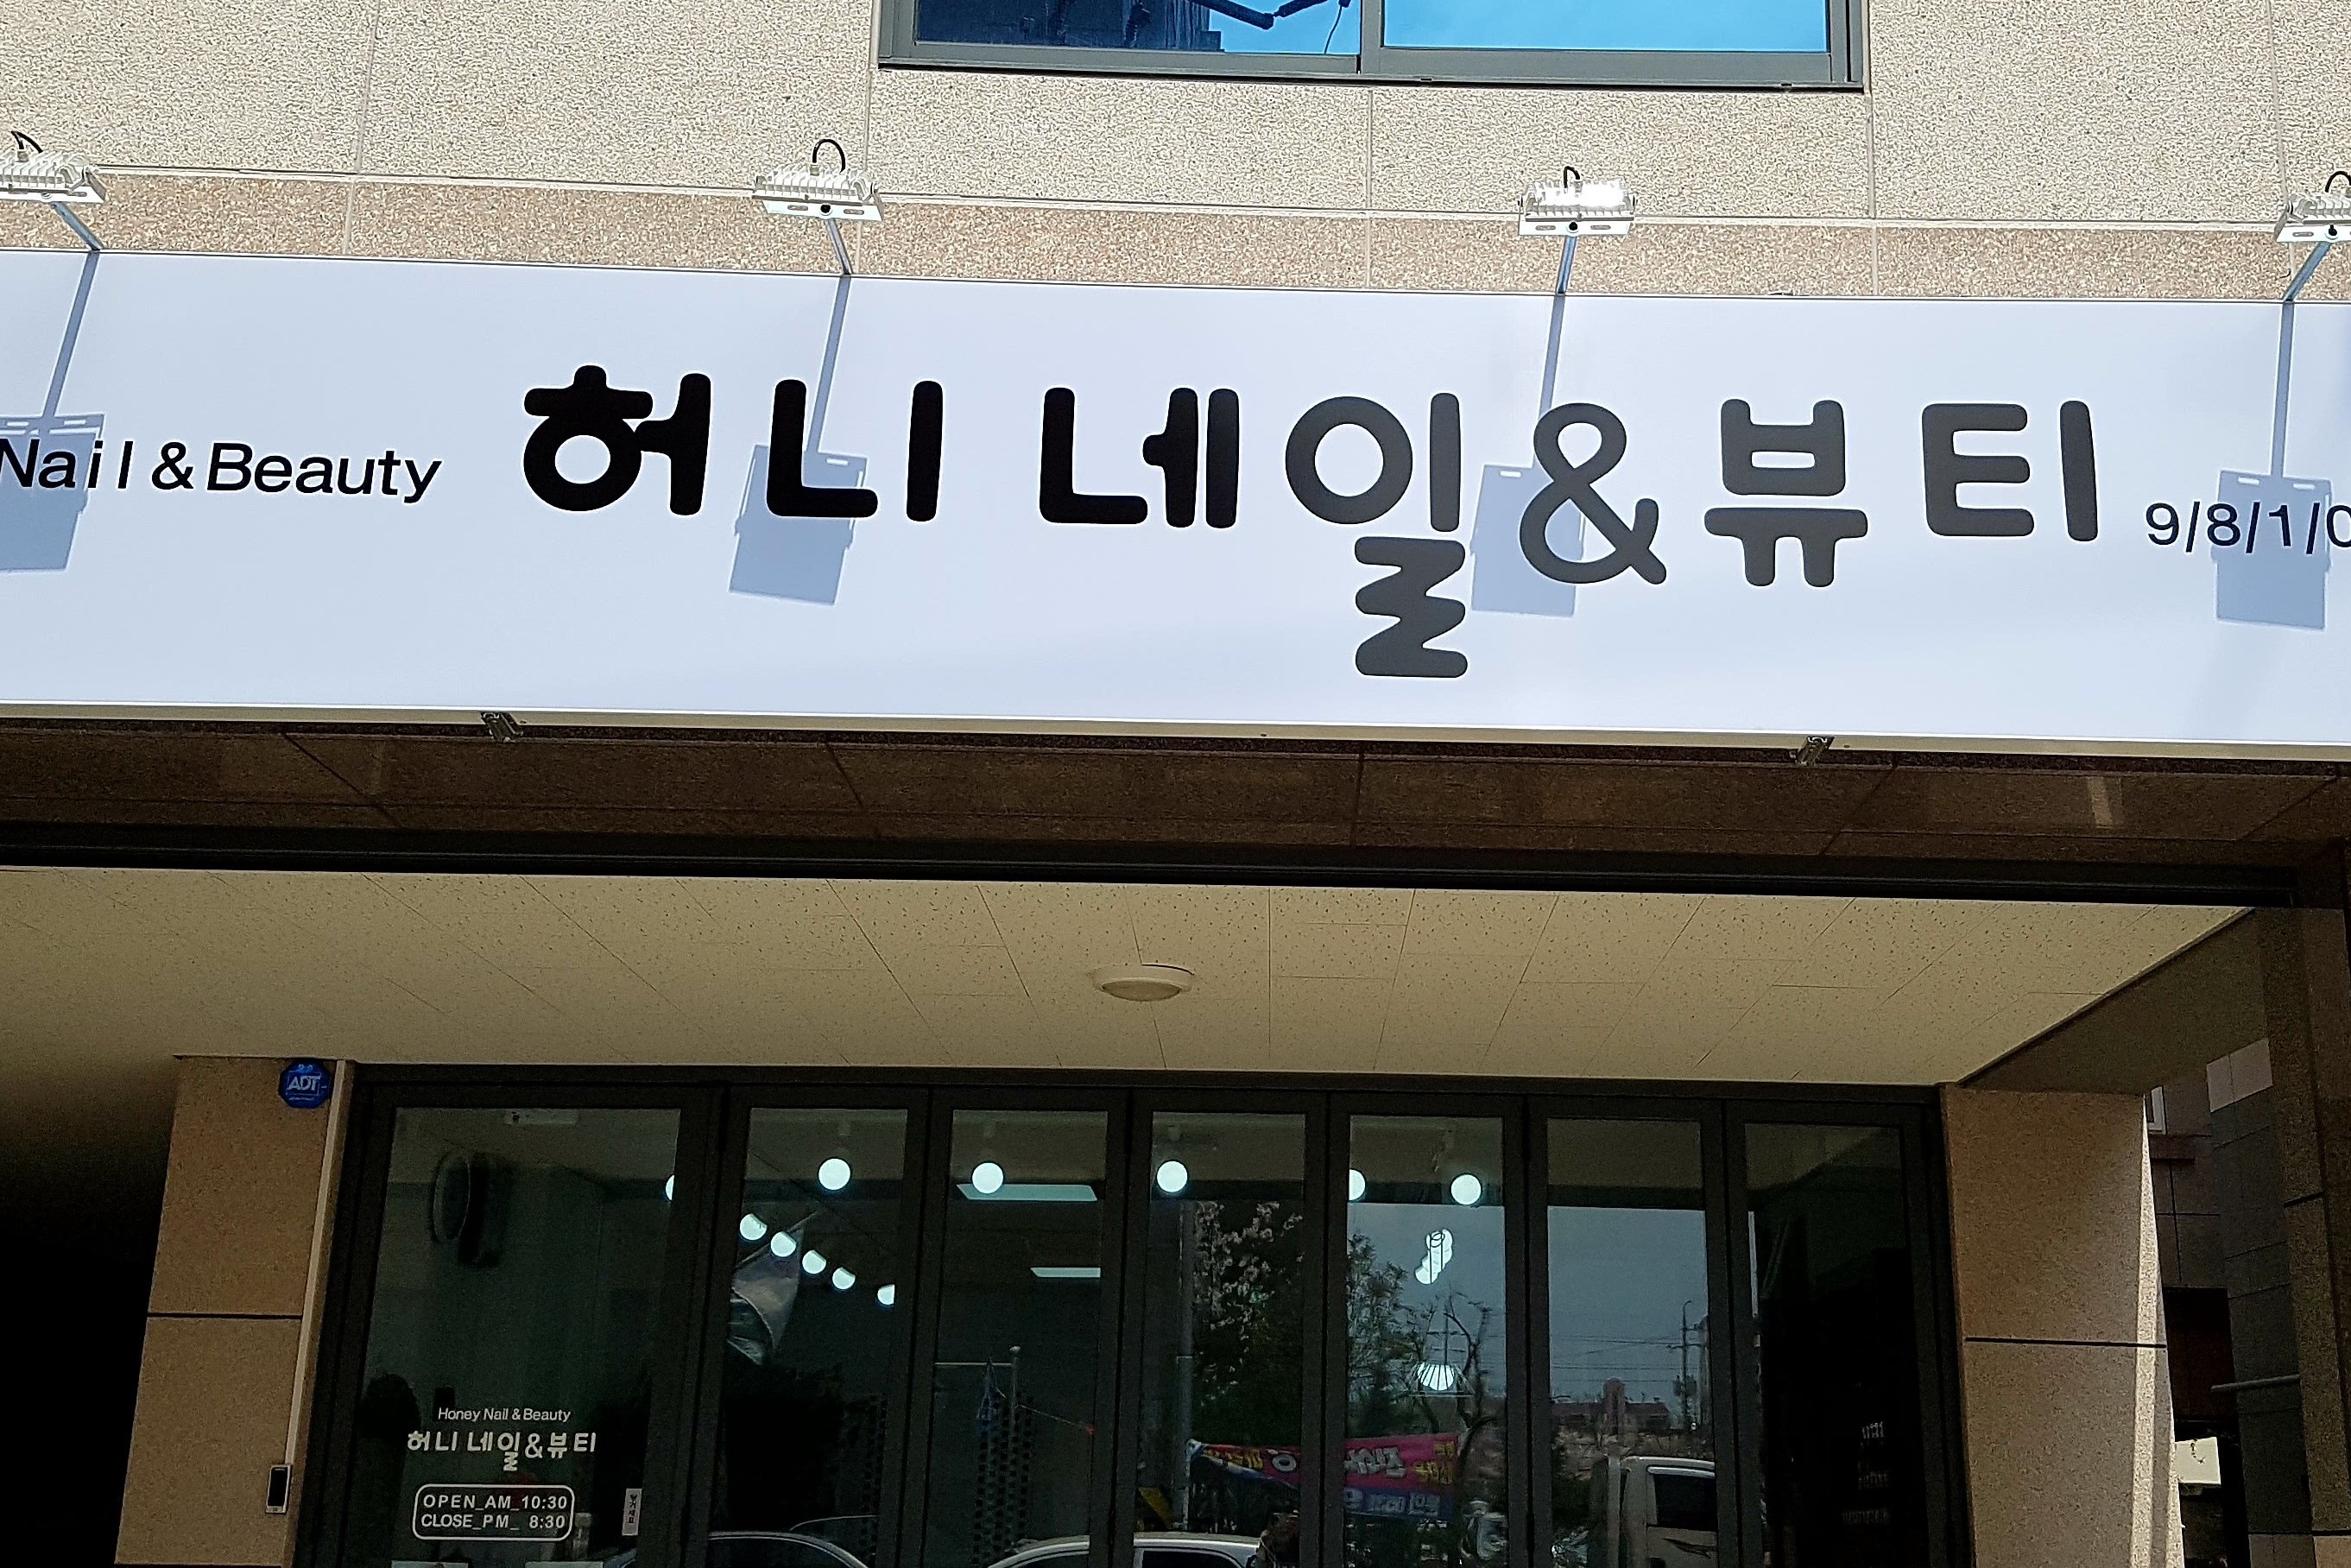 Nail & Beauty 허니 네일&뷰티 9/8/1/0
ADT
Honey Nail & Beauty
허니 네일&뷰티
OPEN_AM_10:30
CLOSE_PM_ 8:30